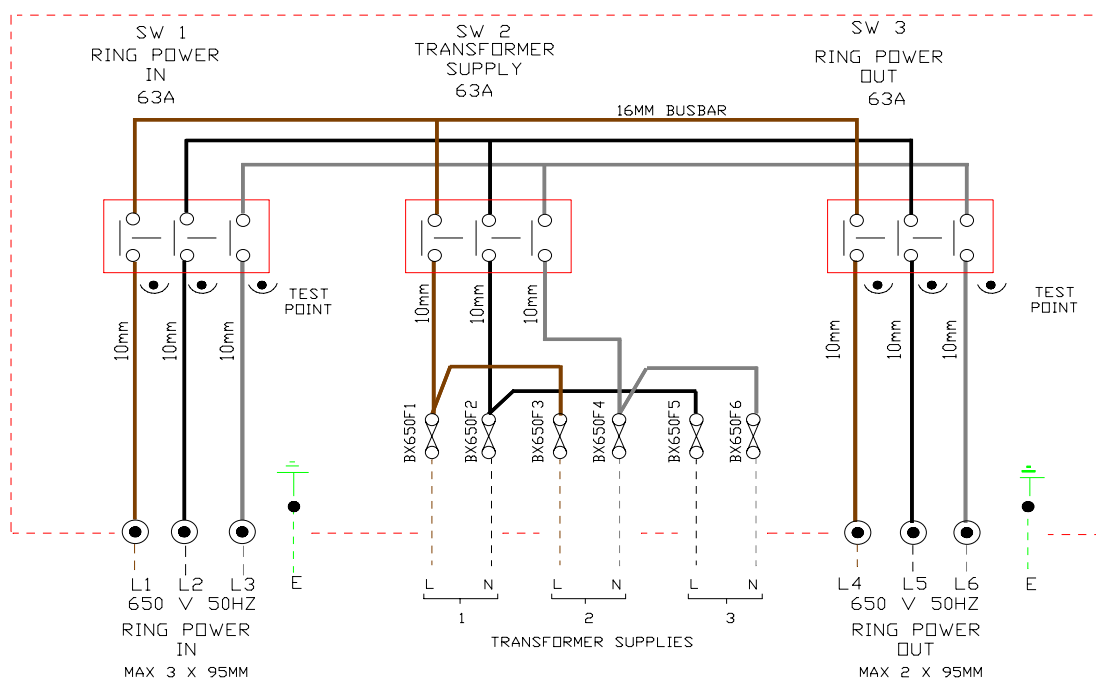 SW 1
RING POWER
IN
63A
SW 2
TRANSFORMER
SUPPLY
63A
SW 3
RING POWER
OUT
63A
16MM BUSBAR
TEST
POINT
TEST
POINT
10mm
10mm
10mm
10mm
10mm
10mm
10mm
10mm
10mm
BX650F1
BX650F2
BX650F3
BX650F4
BX650F5
BX650F6
L1 L2 L3 E
650 V 50HZ
RING POWER
IN
MAX 3 X 95MM
L N L N L N
1 2 3
TRANSFORMER SUPPLIES
L4 L5 L6 E
650 V 50HZ
RING POWER
OUT
MAX 2 X 95MM